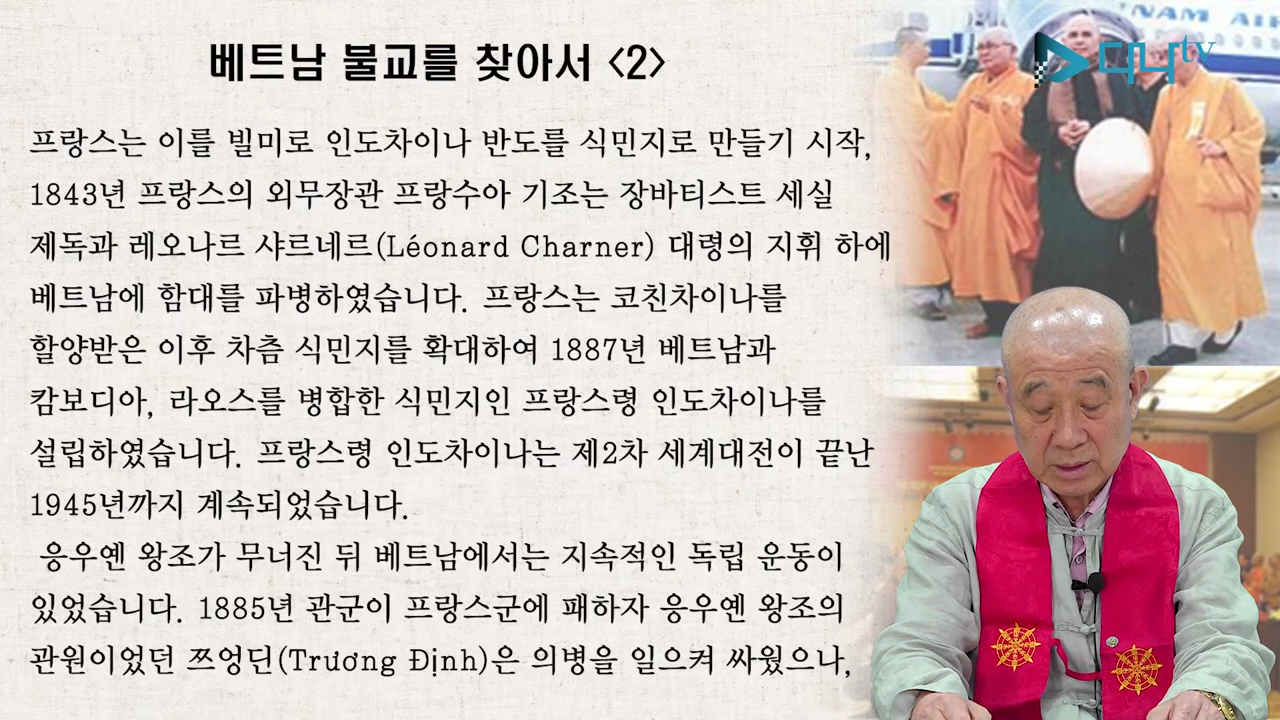 베트남 불교를 찾아서 <2>
프랑스는 이를 빌미로 인도차이나 반도를 식민지로 만들기 시작,
1843년 프랑스의 외무장관 프랑수아 기조는 장바티스트 세실
제독과 레오나르 샤르네르(Léonard Charner) 대령의 지휘 하에
베트남에 함대를 파병하였습니다. 프랑스는 코친차이나를
할양받은 이후 차츰 식민지를 확대하여 1887년 베트남과
캄보디아, 라오스를 병합한 식민지인 프랑스령 인도차이나를
설립하였습니다. 프랑스령 인도차이나는 제2차 세계대전이 끝난
1945년까지 계속되었습니다.
응우옌 왕조가 무너진 뒤 베트남에서는 지속적인 독립 운동이
있었습니다. 1885년 관군이 프랑스군에 패하자 응우옌 왕조의
관원이었던 쯔엉딘(Trương Định)은 의병을 일으켜 싸웠으나,
NAM AIR
다나tv